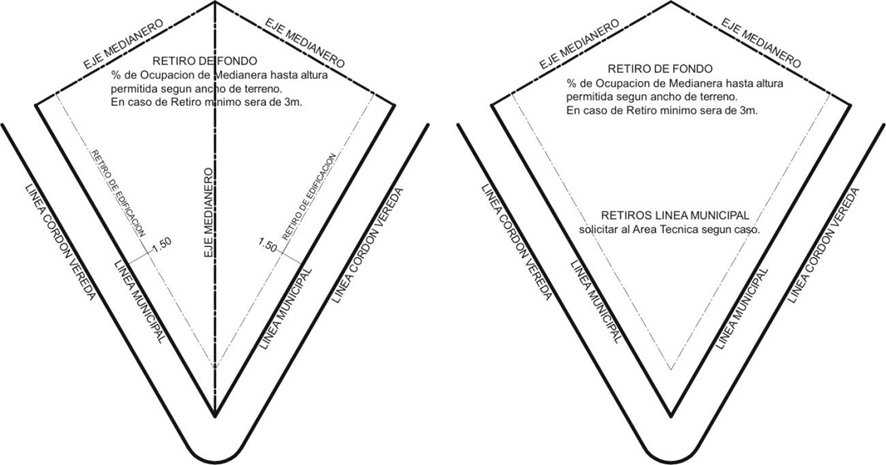 EJE MEDIANERO
EJE MEDIANERO
RETIRO DE FONDO
% de Ocupacion de Medianera hasta altura
permitida segun ancho de terreno.
En caso de Retiro minimo sera de 3m.
RETIRO DE EDIFICACION
RETIRO DE EDIFICACION
EJE MEDIANERO
1.50
1.50
LINEA CORDON VEREDA
LINEA MUNICIPAL
LINEA MUNICIPAL
LINEA CORDON VEREDA
EJE MEDIANERO
EJE MEDIANERO
RETIRO DE FONDO
% de Ocupacion de Medianera hasta altura
permitida segun ancho de terreno.
En caso de Retiro minimo sera de 3m.
RETIROS LINEA MUNICIPAL
solicitar al Area Tecnica segun caso.
LINEA CORDON VEREDA
LINEA MUNICIPAL
LINEA MUNICIPAL
LINEA CORDON VEREDA